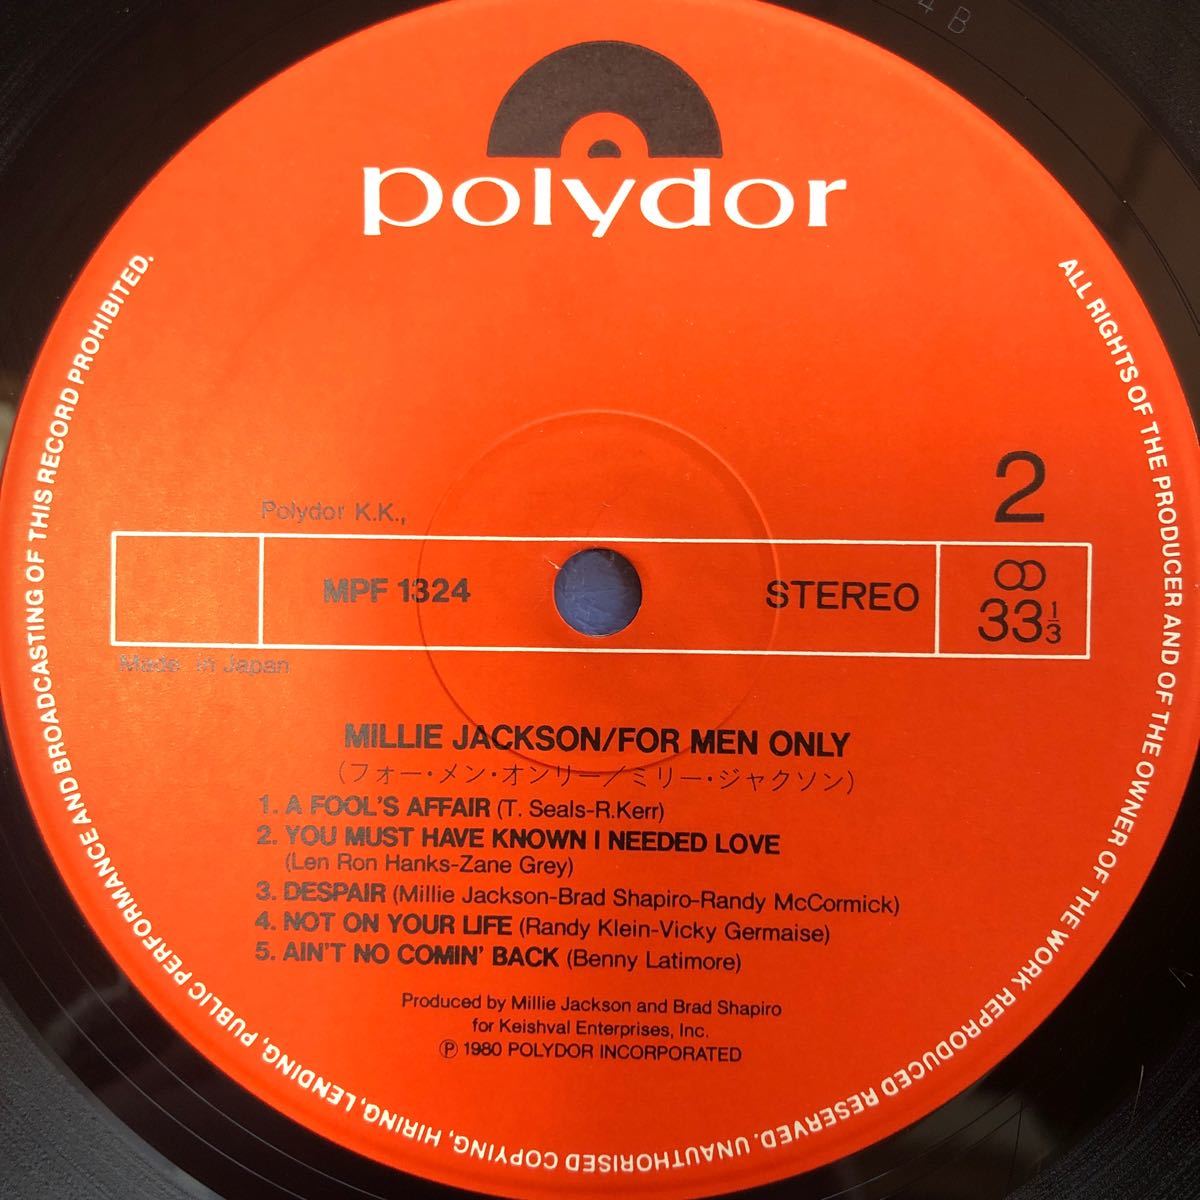 4 B
polydor
ALL RIGHTS OF THE PRODUCER AND OF THE OWNER OF THE WORK REPRODUCED RESERVED. UNAUTHORISED COPYING, HIRING, LENDING, PUBLIC PERFORMANCE AND BROADCASTING OF THIS RECORD PROHIBITED.
2
Polydor K.K.,
MPF 1324
STEREO
33 1/3
Made in Japan
MILLIE JACKSON/FOR MEN ONLY
(フォー・メン・オンリー/ミリー・ジャクソン)
1. A FOOL'S AFFAIR (T. Seals-R.Kerr)
2. YOU MUST HAVE KNOWN I NEEDED LOVE
(Len Ron Hanks-Zane Grey)
3. DESPAIR (Millie Jackson-Brad Shapiro-Randy McCormick)
4. NOT ON YOUR LIFE (Randy Klein-Vicky Germaise)
5. AIN'T NO COMIN' BACK (Benny Latimore)
Produced by Millie Jackson and Brad Shapiro
for Keishval Enterprises, Inc.
Ⓟ 1980 POLYDOR INCORPORATED